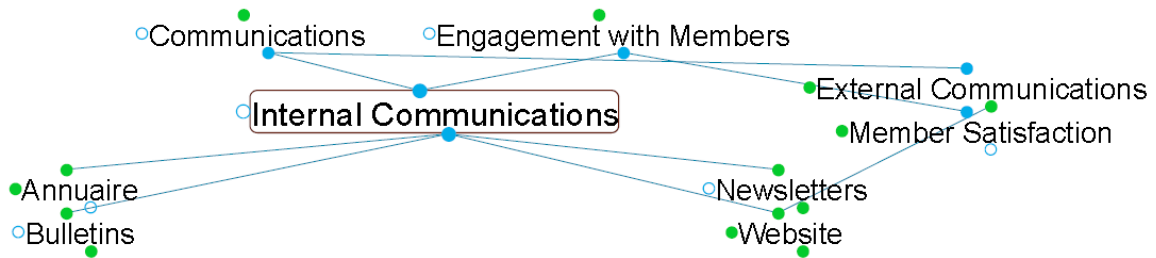 Communications
Engagement with Members
External Communications
Internal Communications
Member Satisfaction
Annuaire
Newsletters
Bulletins
Website